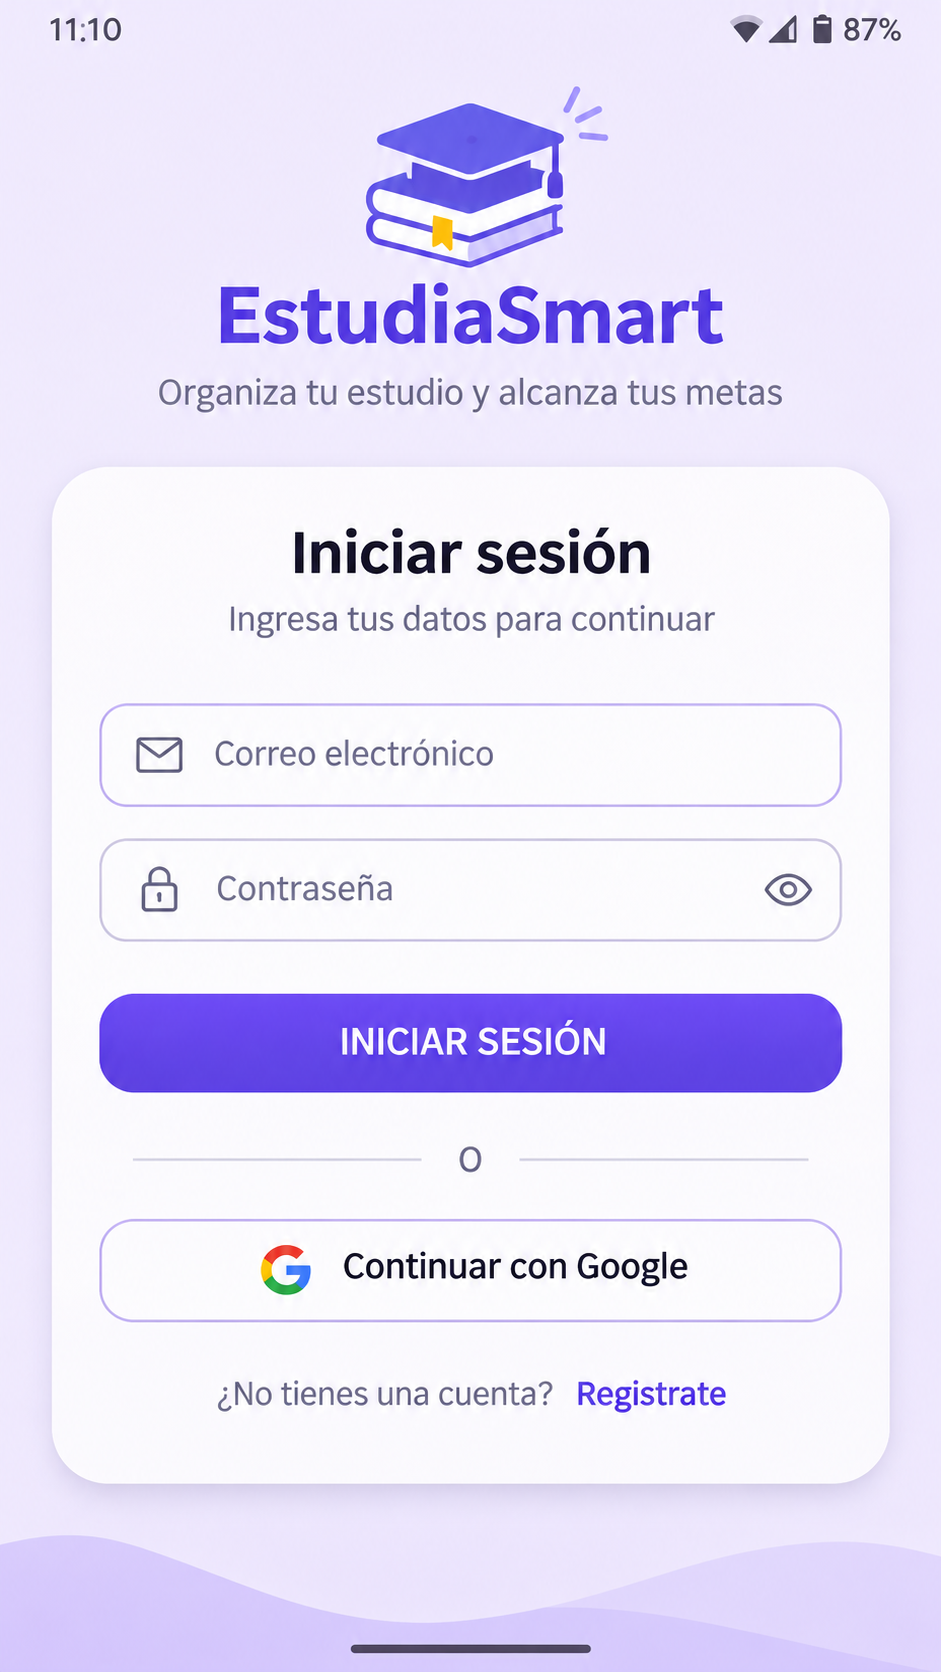 11:10 87%
EstudiaSmart
Organiza tu estudio y alcanza tus metas
Iniciar sesión
Ingresa tus datos para continuar
Correo electrónico
Contraseña
INICIAR SESIÓN
O
Continuar con Google
¿No tienes una cuenta? Registrate